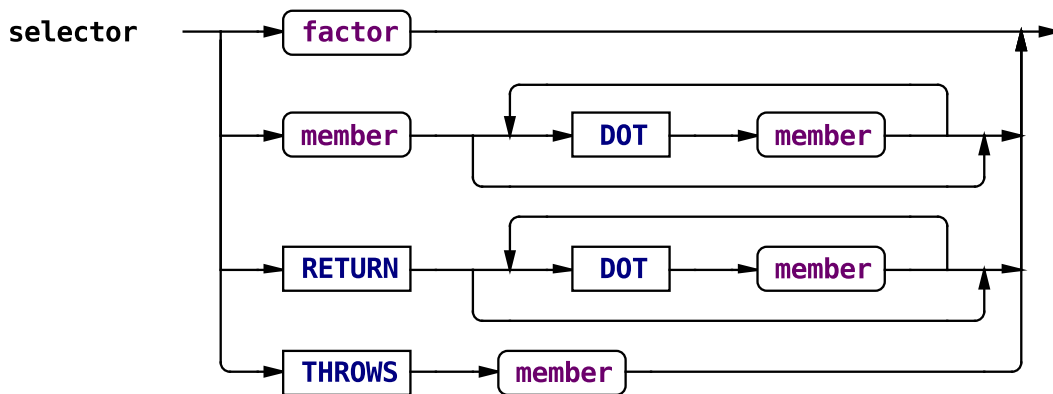 selector factor
member DOT member
RETURN DOT member
THROWS member